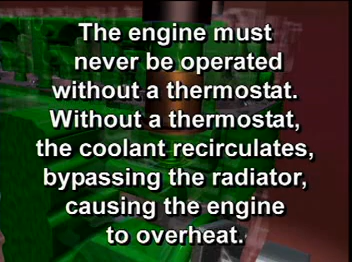 The engine must
never be operated
without a thermostat.
Without a thermostat,
the coolant recirculates,
bypassing the radiator,
causing the engine
to overheat.